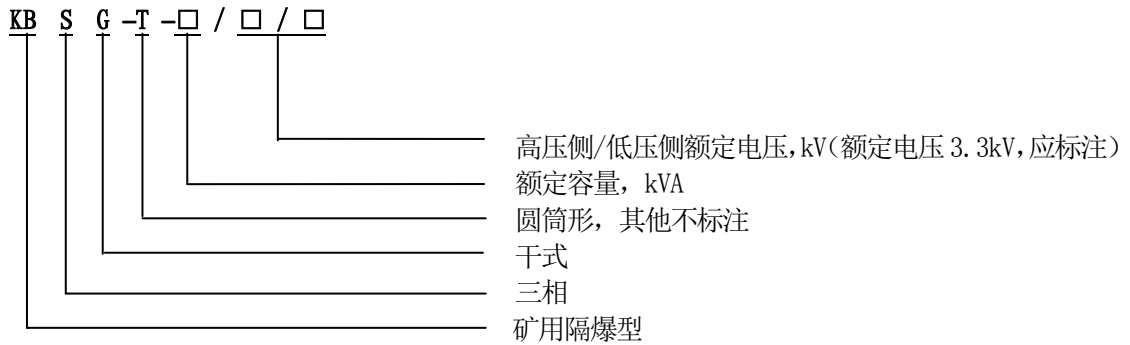 KB S G -T -□ / □ / □
高压侧/低压侧额定电压,kV(额定电压 3.3kV,应标注)
额定容量，kVA
圆筒形，其他不标注
干式
三相
矿用隔爆型